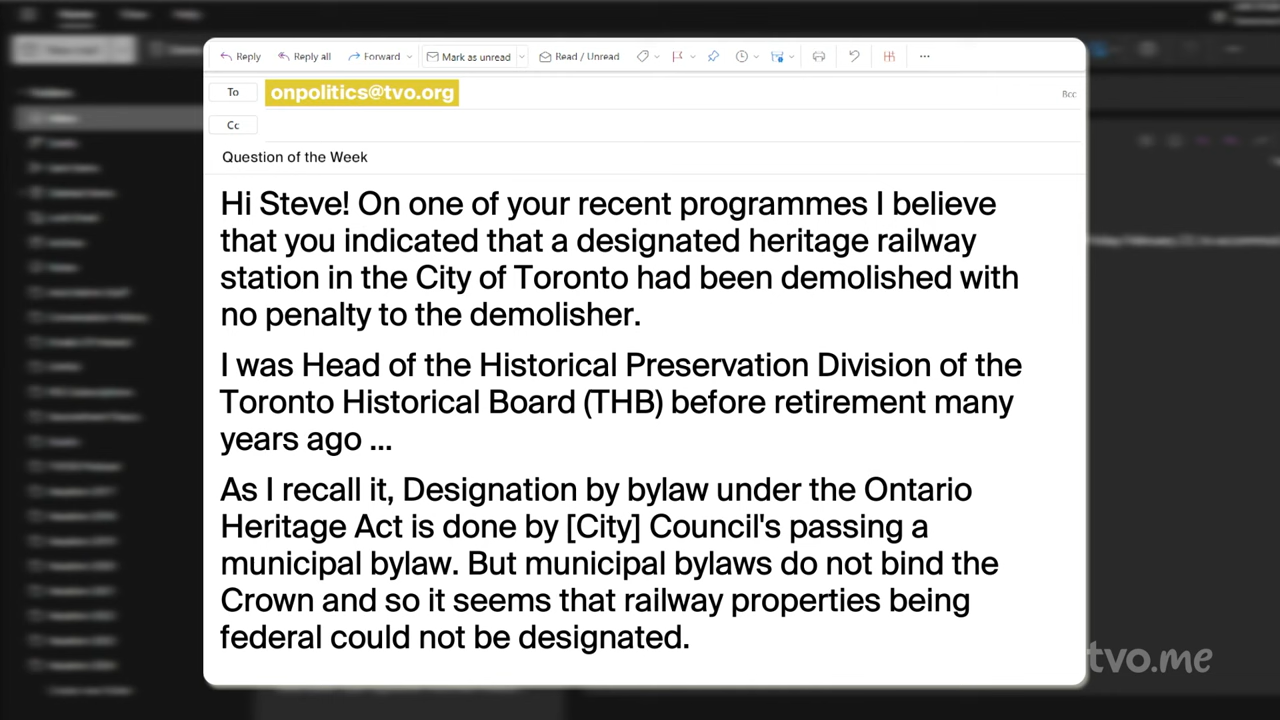 Reply
Reply all
Forward
Mark as unread
Read / Unread
To
onpolitics@tvo.org
Bcc
Cc
Question of the Week
Hi Steve! On one of your recent programmes I believe
that you indicated that a designated heritage railway
station in the City of Toronto had been demolished with
no penalty to the demolisher.
I was Head of the Historical Preservation Division of the
Toronto Historical Board (THB) before retirement many
years ago ...
As I recall it, Designation by bylaw under the Ontario
Heritage Act is done by [City] Council's passing a
municipal bylaw. But municipal bylaws do not bind the
Crown and so it seems that railway properties being
federal could not be designated.
tvo.me